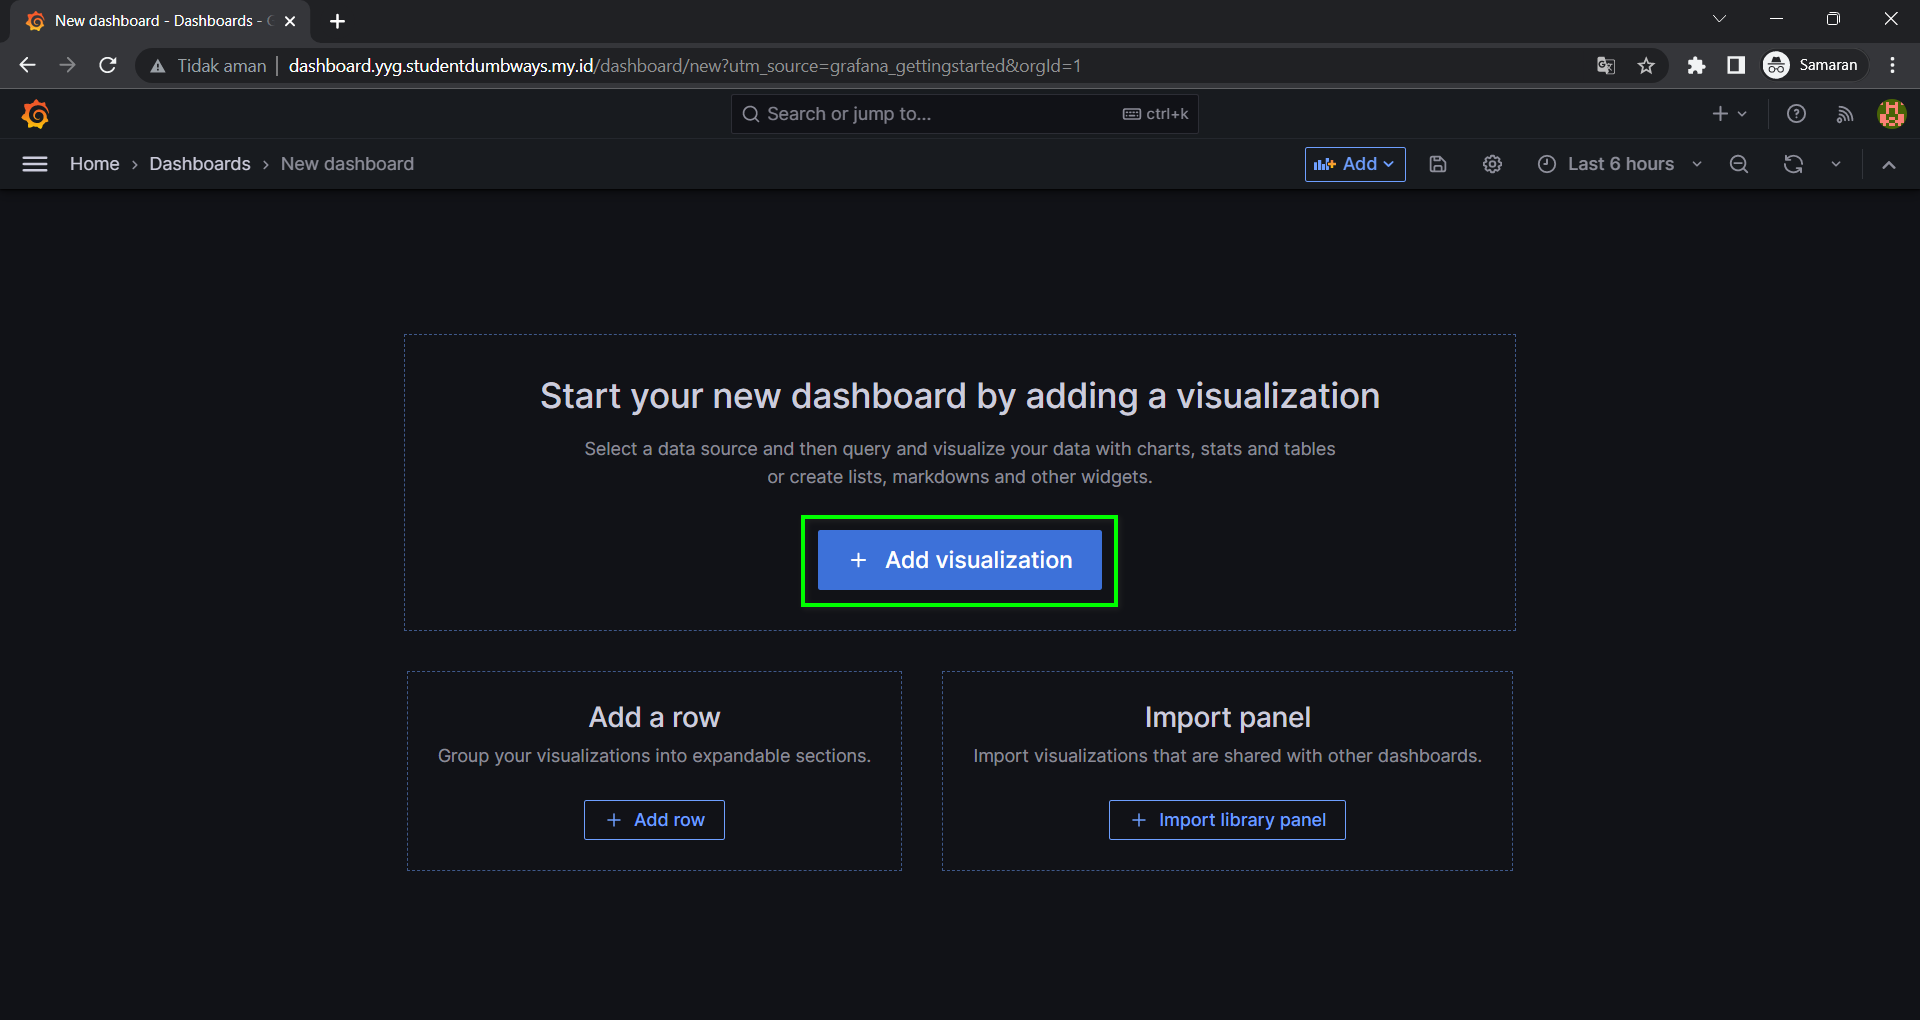 New dashboard - Dashboards -
Tidak aman
dashboard.yyg.studentdumbways.my.id/dashboard/new?utm_source=grafana_gettingstarted&orgId=1
Samaran
Search or jump to...
ctrl+k
Home › Dashboards › New dashboard
Add
Last 6 hours
Start your new dashboard by adding a visualization
Select a data source and then query and visualize your data with charts, stats and tables
or create lists, markdowns and other widgets.
+ Add visualization
Add a row
Group your visualizations into expandable sections.
+ Add row
Import panel
Import visualizations that are shared with other dashboards.
+ Import library panel